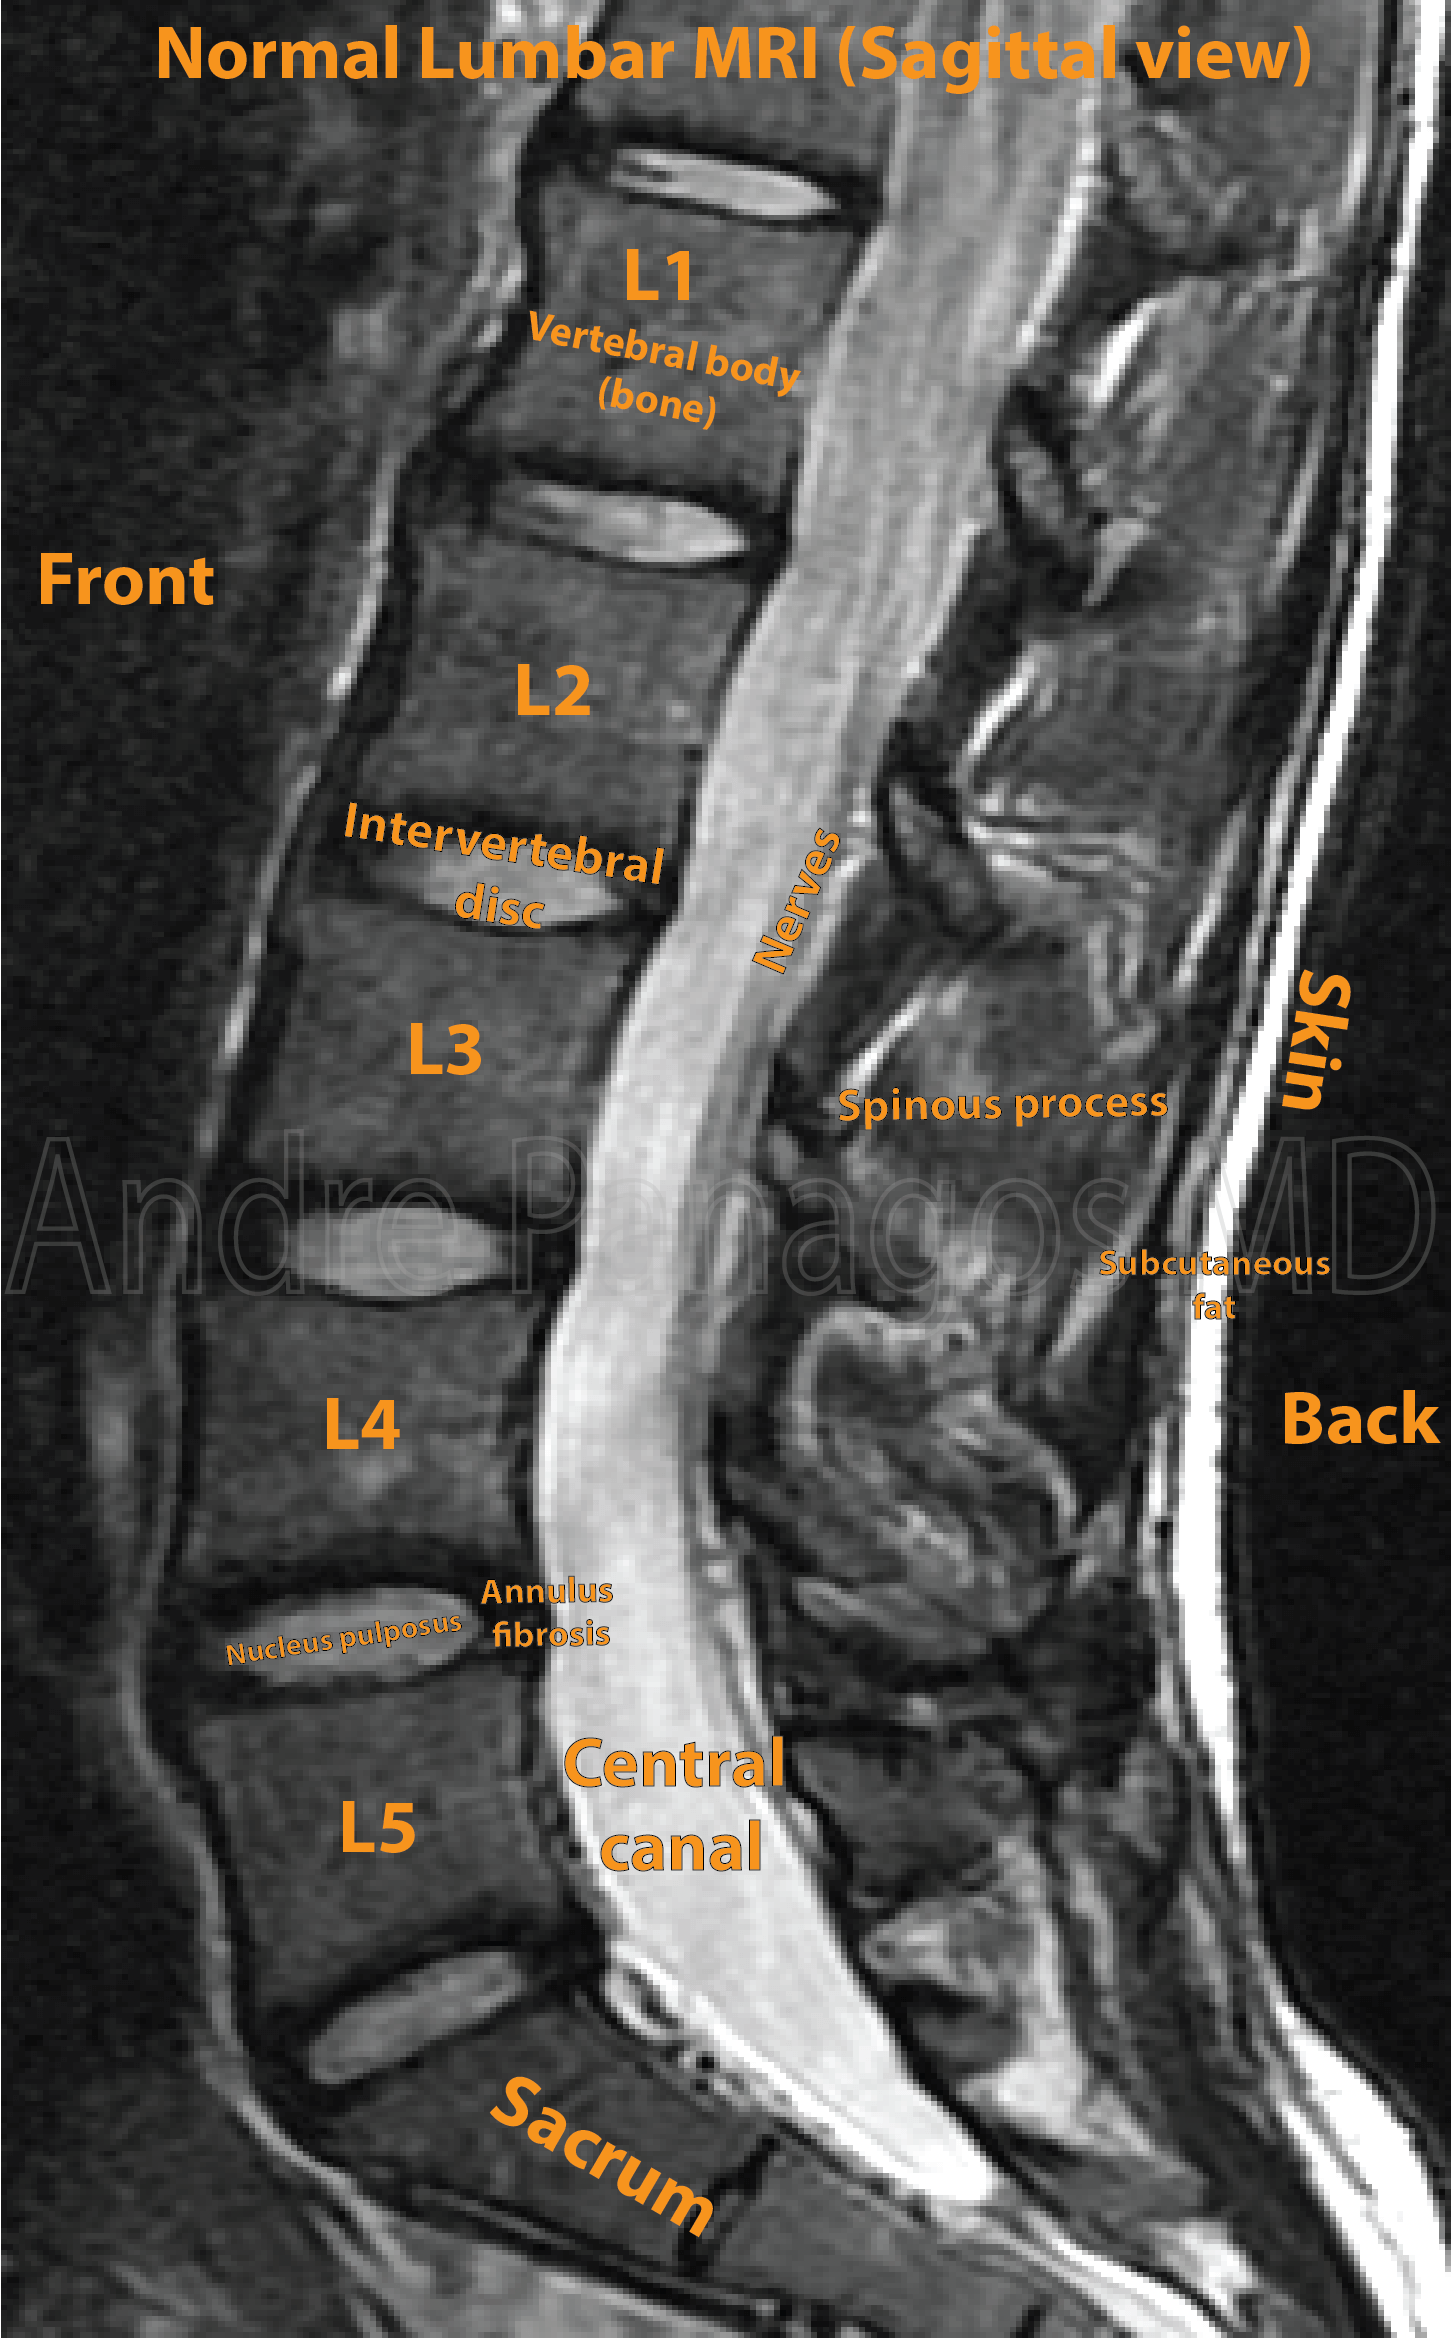 Normal Lumbar MRI (Sagittal view)
L1
Vertebral body
(bone)
Front
L2
Intervertebral
disc
Nerves
L3
Skin
Spinous process
Andre Panagos MD
Subcutaneous
fat
L4
Back
Annulus
fibrosis
Nucleus pulposus
Central
canal
L5
Sacrum